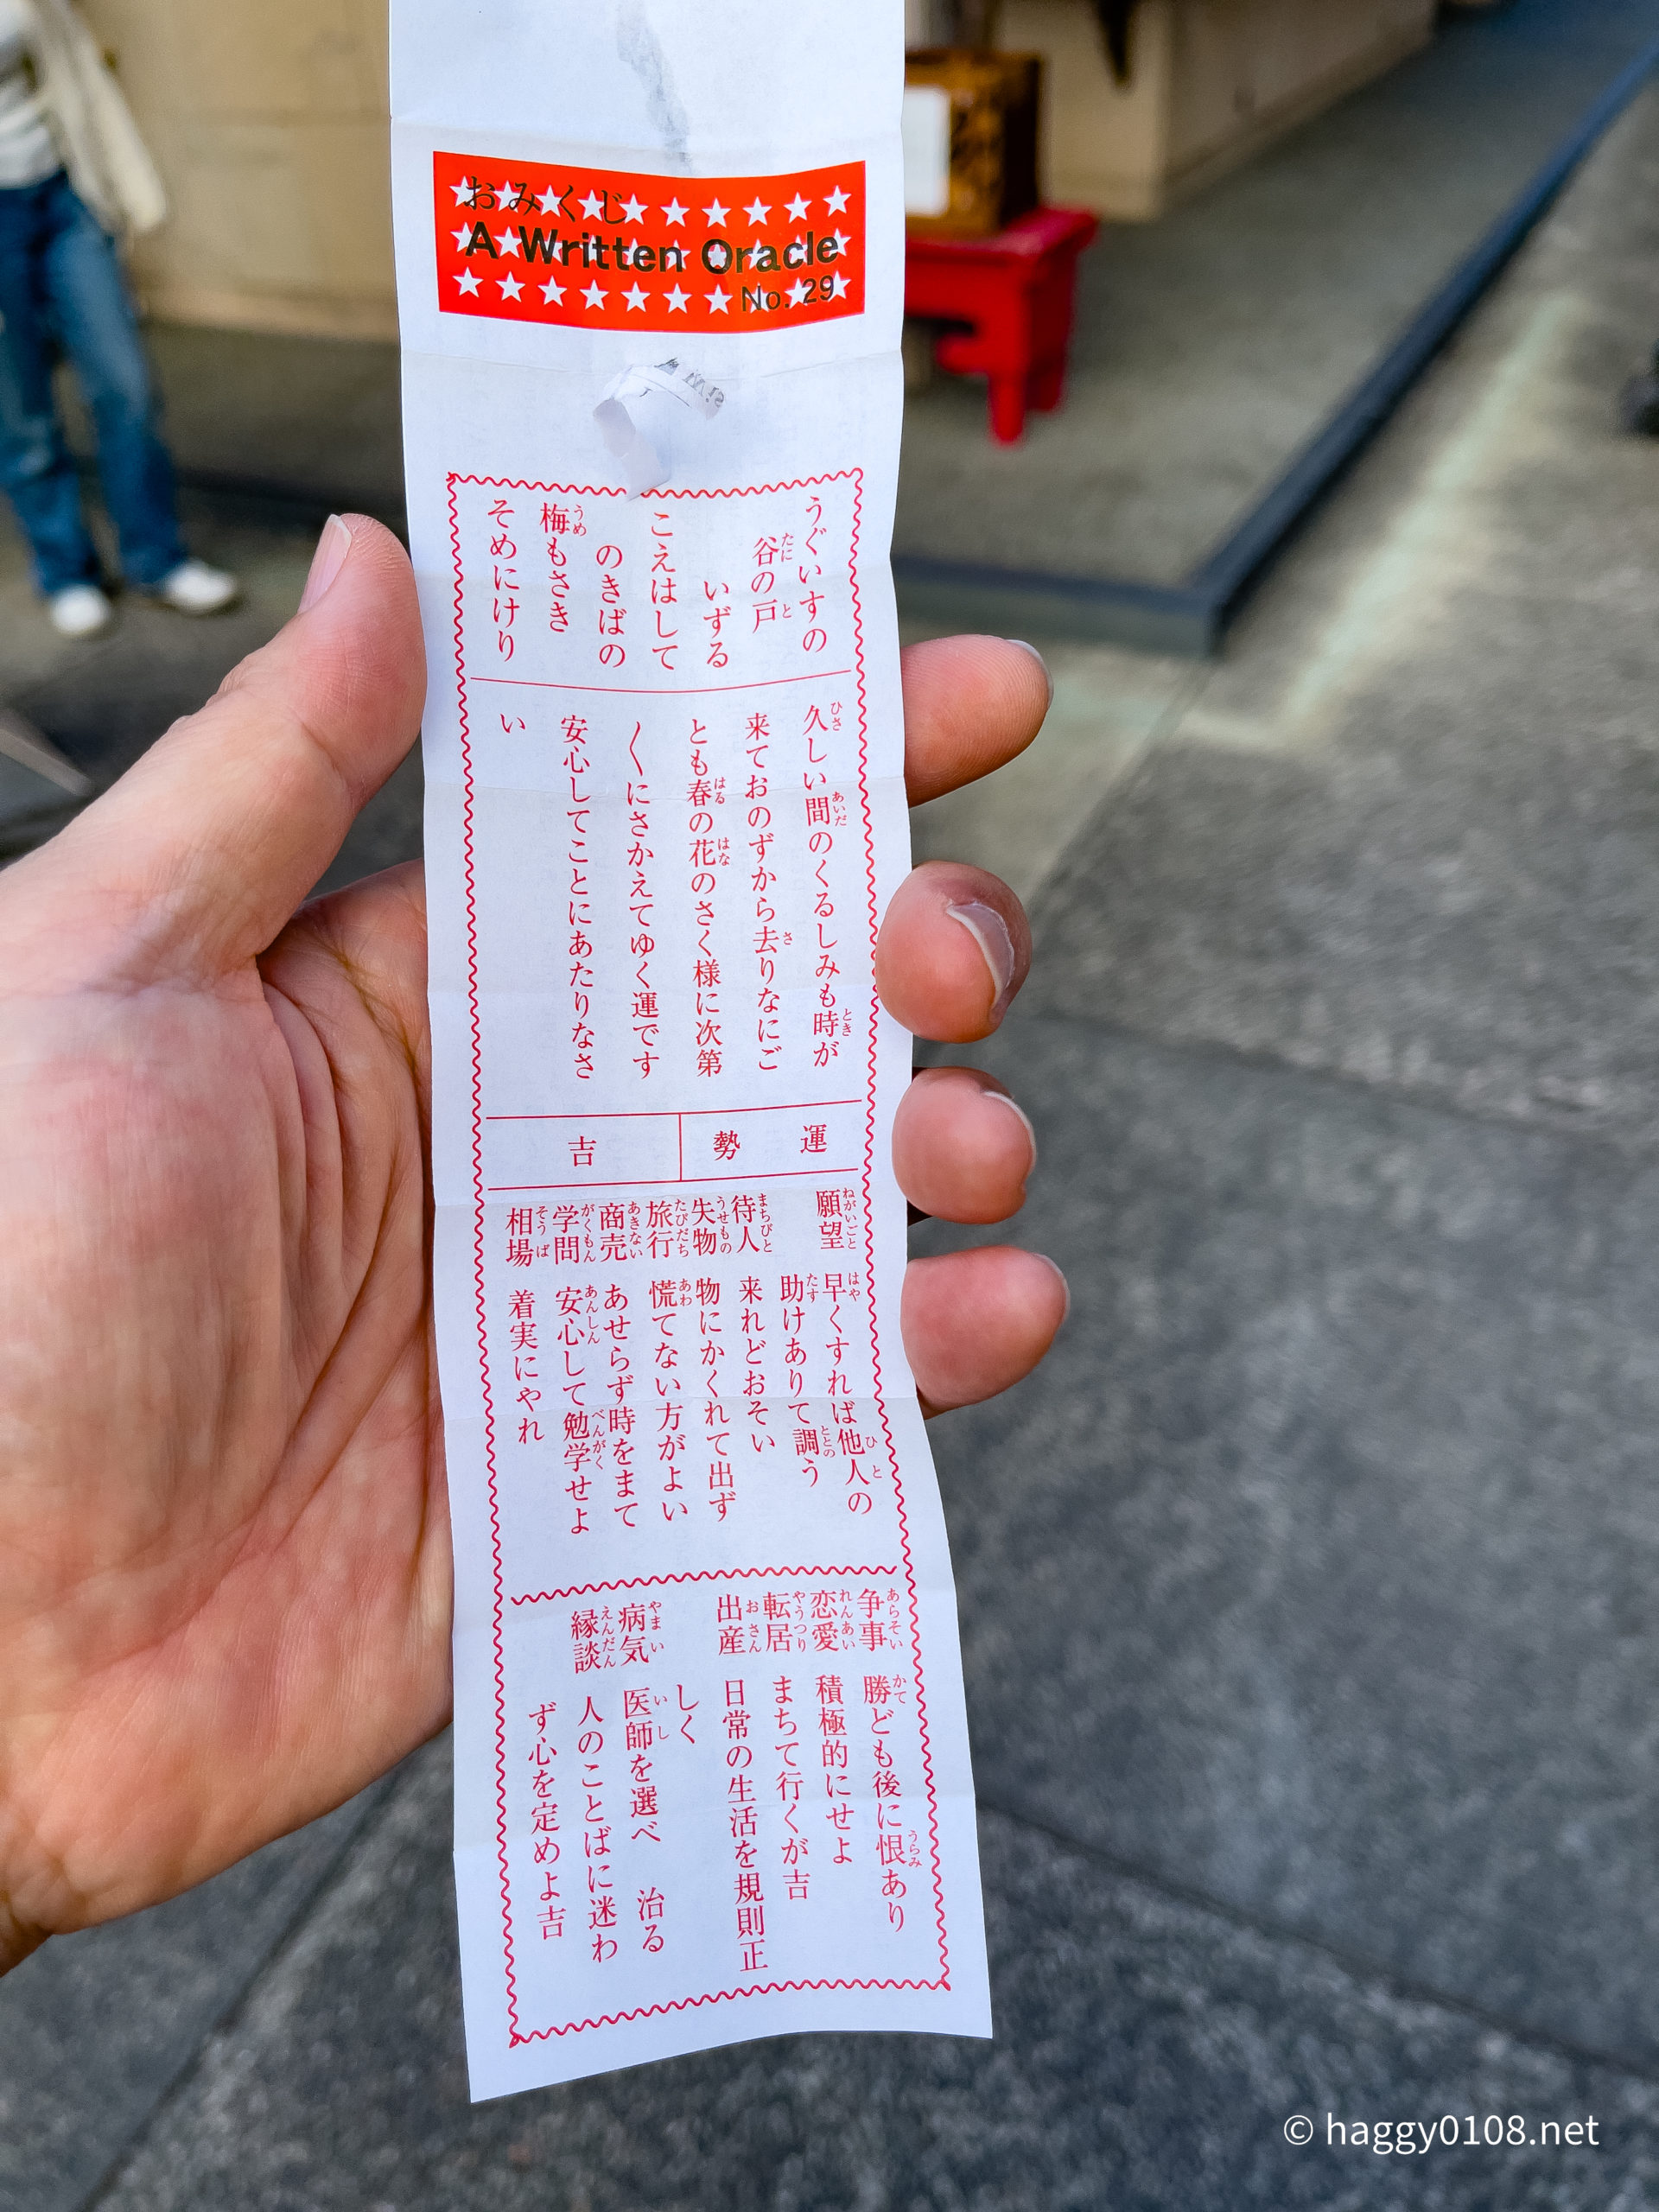 おみくじ
A Written Oracle
No. 29
うぐいすの
谷の戸
いずる
こえはして
のきばの
梅もさき
そめにけり
久しい間のくるしみも時が
来ておのずから去りなにご
とも春の花のさく様に次第
〱にさかえてゆく運です
安心してことにあたりなさ
い
運勢
吉
願望 早くすれば他人の
助けありて調う
待人 来れどおそい
失物 物にかくれて出ず
旅行 慌てない方がよい
商売 あせらず時をまて
学問 安心して勉学せよ
相場 着実にやれ
争事 勝ども後に恨あり
恋愛 積極的にせよ
転居 まちて行くが吉
出産 日常の生活を規則正
しく
病気 医師を選べ 治る
縁談 人のことばに迷わ
ず心を定めよ吉
© haggy0108.net